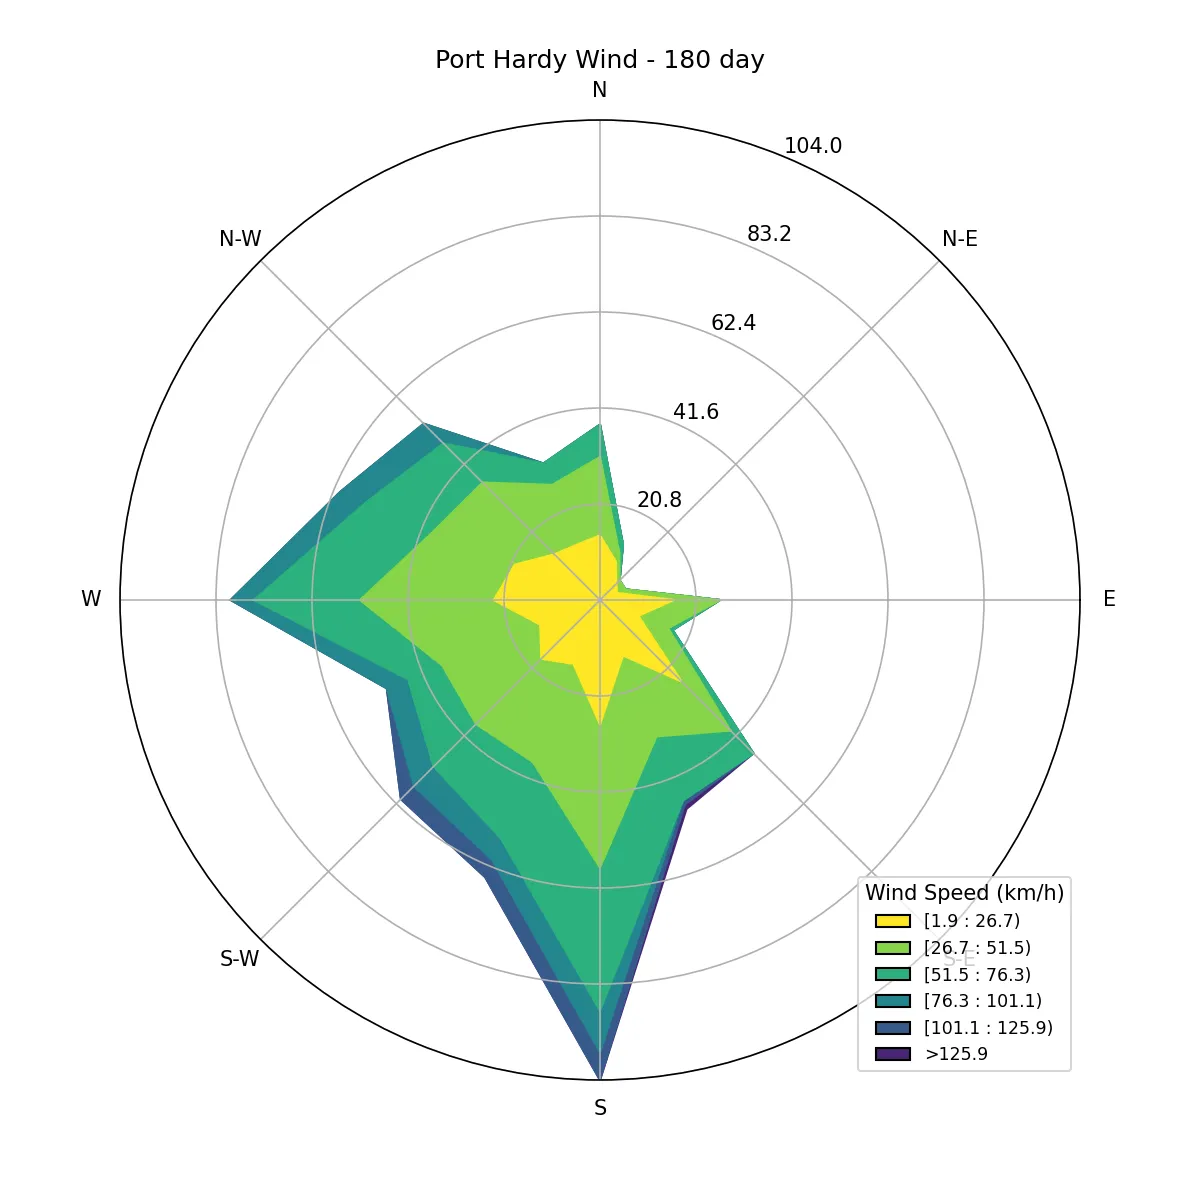 Port Hardy Wind - 180 day
N
104.0
N-W
83.2
N-E
62.4
41.6
20.8
W
E
Wind Speed (km/h)
[1.9 : 26.7)
[26.7 : 51.5)
S-W
S-E
[51.5 : 76.3)
[76.3 : 101.1)
[101.1 : 125.9)
>125.9
S